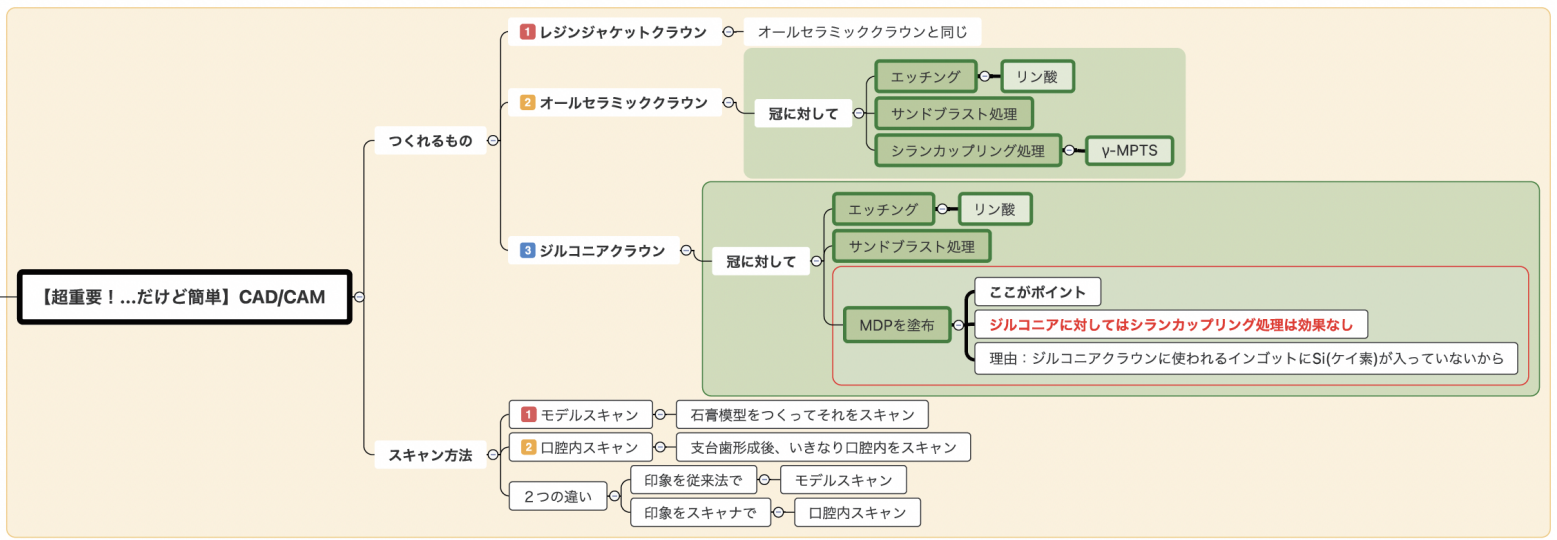 【超重要！...だけど簡単】CAD/CAM
つくれるもの
1 レジンジャケットクラウン
オールセラミッククラウンと同じ
2 オールセラミッククラウン
冠に対して
エッチング
リン酸
サンドブラスト処理
シランカップリング処理
γ-MPTS
3 ジルコニアクラウン
冠に対して
エッチング
リン酸
サンドブラスト処理
MDPを塗布
ここがポイント
ジルコニアに対してはシランカップリング処理は効果なし
理由：ジルコニアクラウンに使われるインゴットにSi(ケイ素)が入っていないから
スキャン方法
1 モデルスキャン
石膏模型をつくってそれをスキャン
2 口腔内スキャン
支台歯形成後、いきなり口腔内をスキャン
２つの違い
印象を従来法で
モデルスキャン
印象をスキャナで
口腔内スキャン